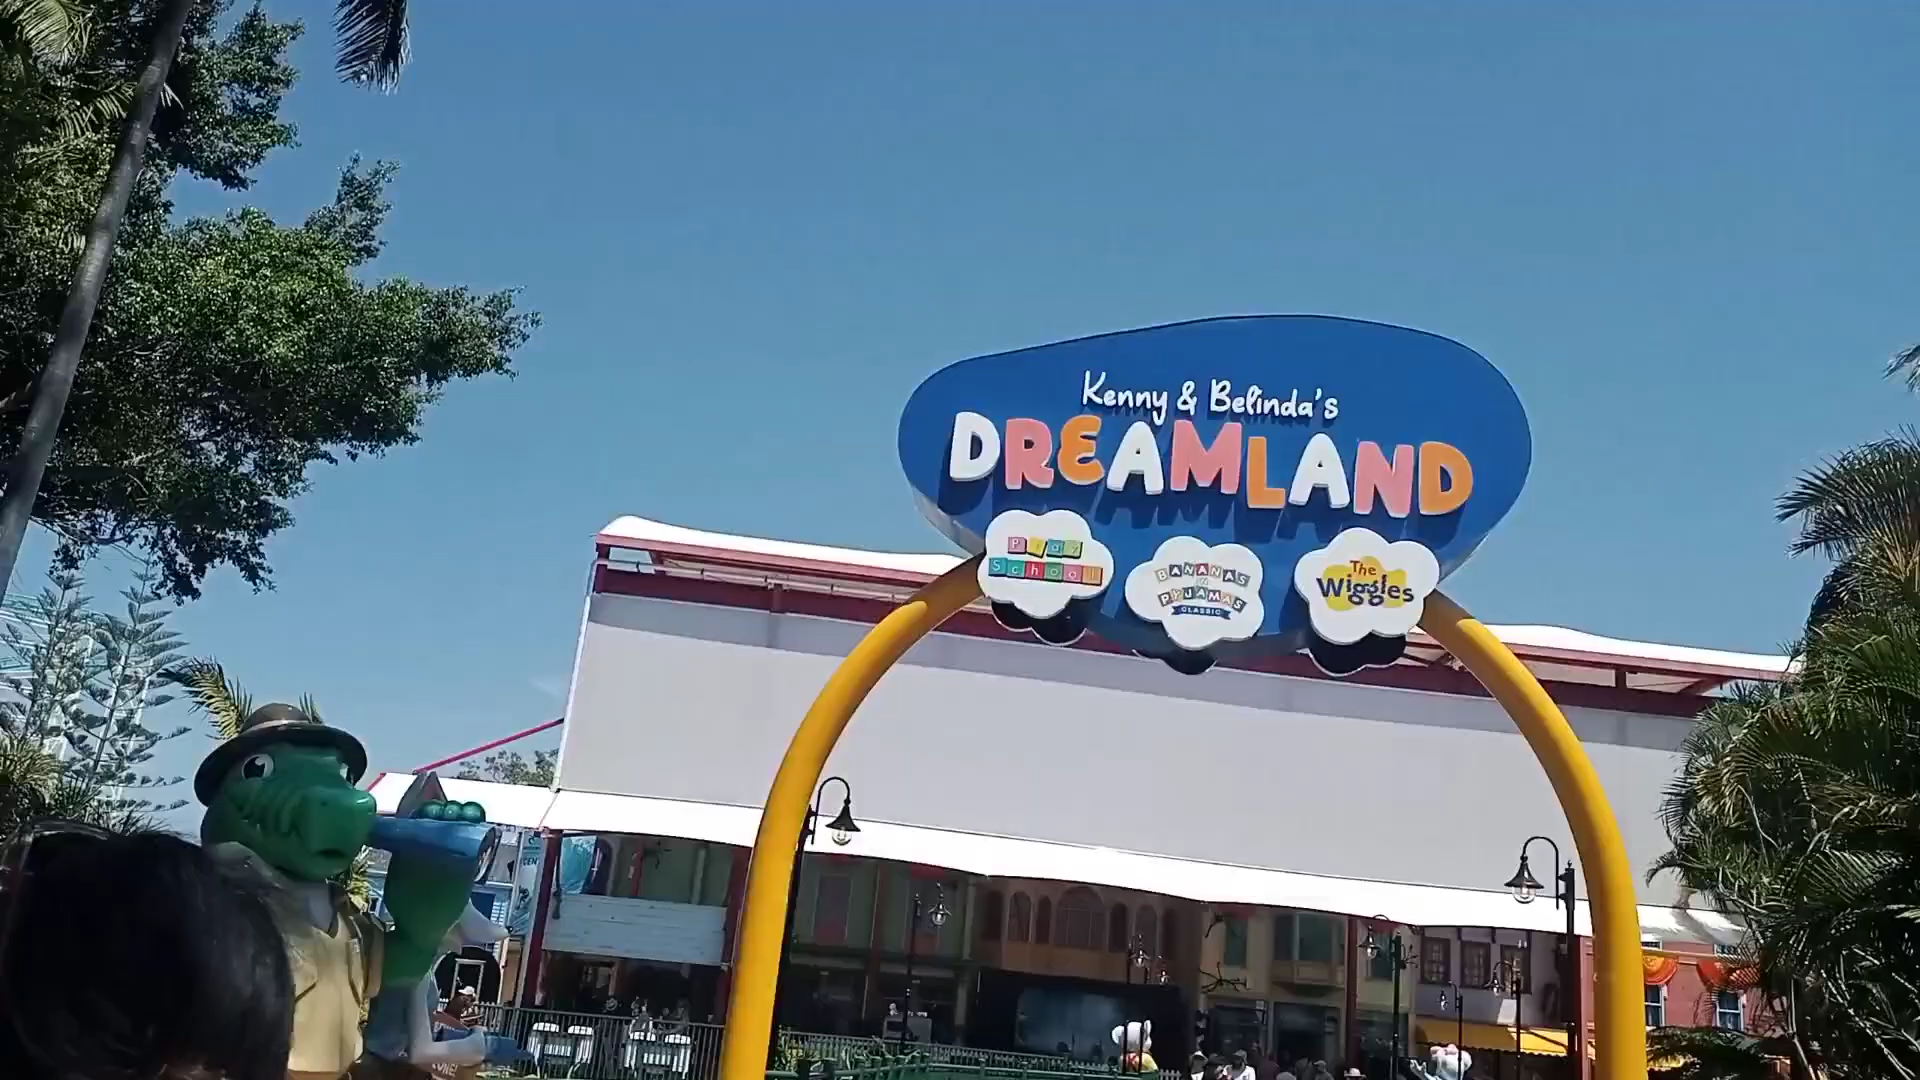 Kenny & Belinda's
DREAMLAND
Play
School
BANANAS
IN
PYJAMAS
CLASSIC
The
Wiggles